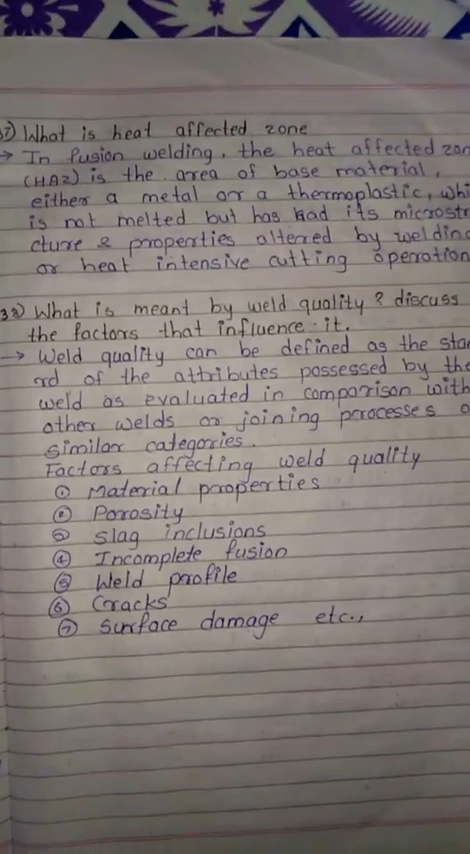 37) What is heat affected zone
→ In fusion welding, the heat affected zon
(HAZ) is the area of base material,
either a metal or a thermoplastic, whi
is not melted but has had its microstr
cture & properties altered by welding
or heat intensive cutting operation
38) What is meant by weld quality? discuss
the factors that influence it.
→ Weld quality can be defined as the stan
rd of the attributes possessed by the
weld as evaluated in comparison with
other welds or joining processes o
similar categories.
Factors affecting weld quality
① Material properties
② Porosity
③ Slag inclusions
④ Incomplete fusion
⑤ Weld profile
⑥ Cracks
⑦ Surface damage etc.,